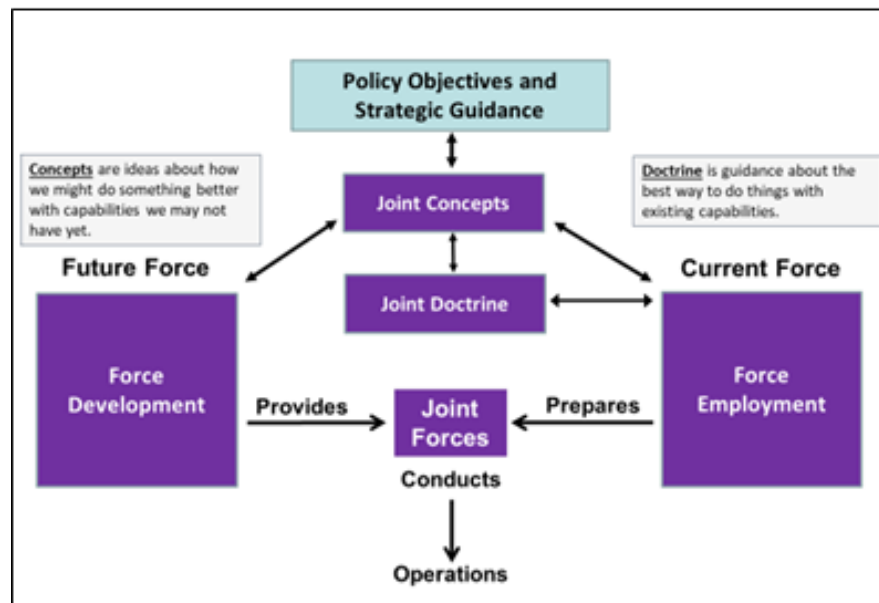 Policy Objectives and
Strategic Guidance
Concepts are ideas about how
we might do something better
with capabilities we may not
have yet.
Doctrine is guidance about the
best way to do things with
existing capabilities.
Joint Concepts
Future Force
Current Force
Joint Doctrine
Force
Development
Force
Employment
Provides
Joint
Forces
Prepares
Conducts
Operations